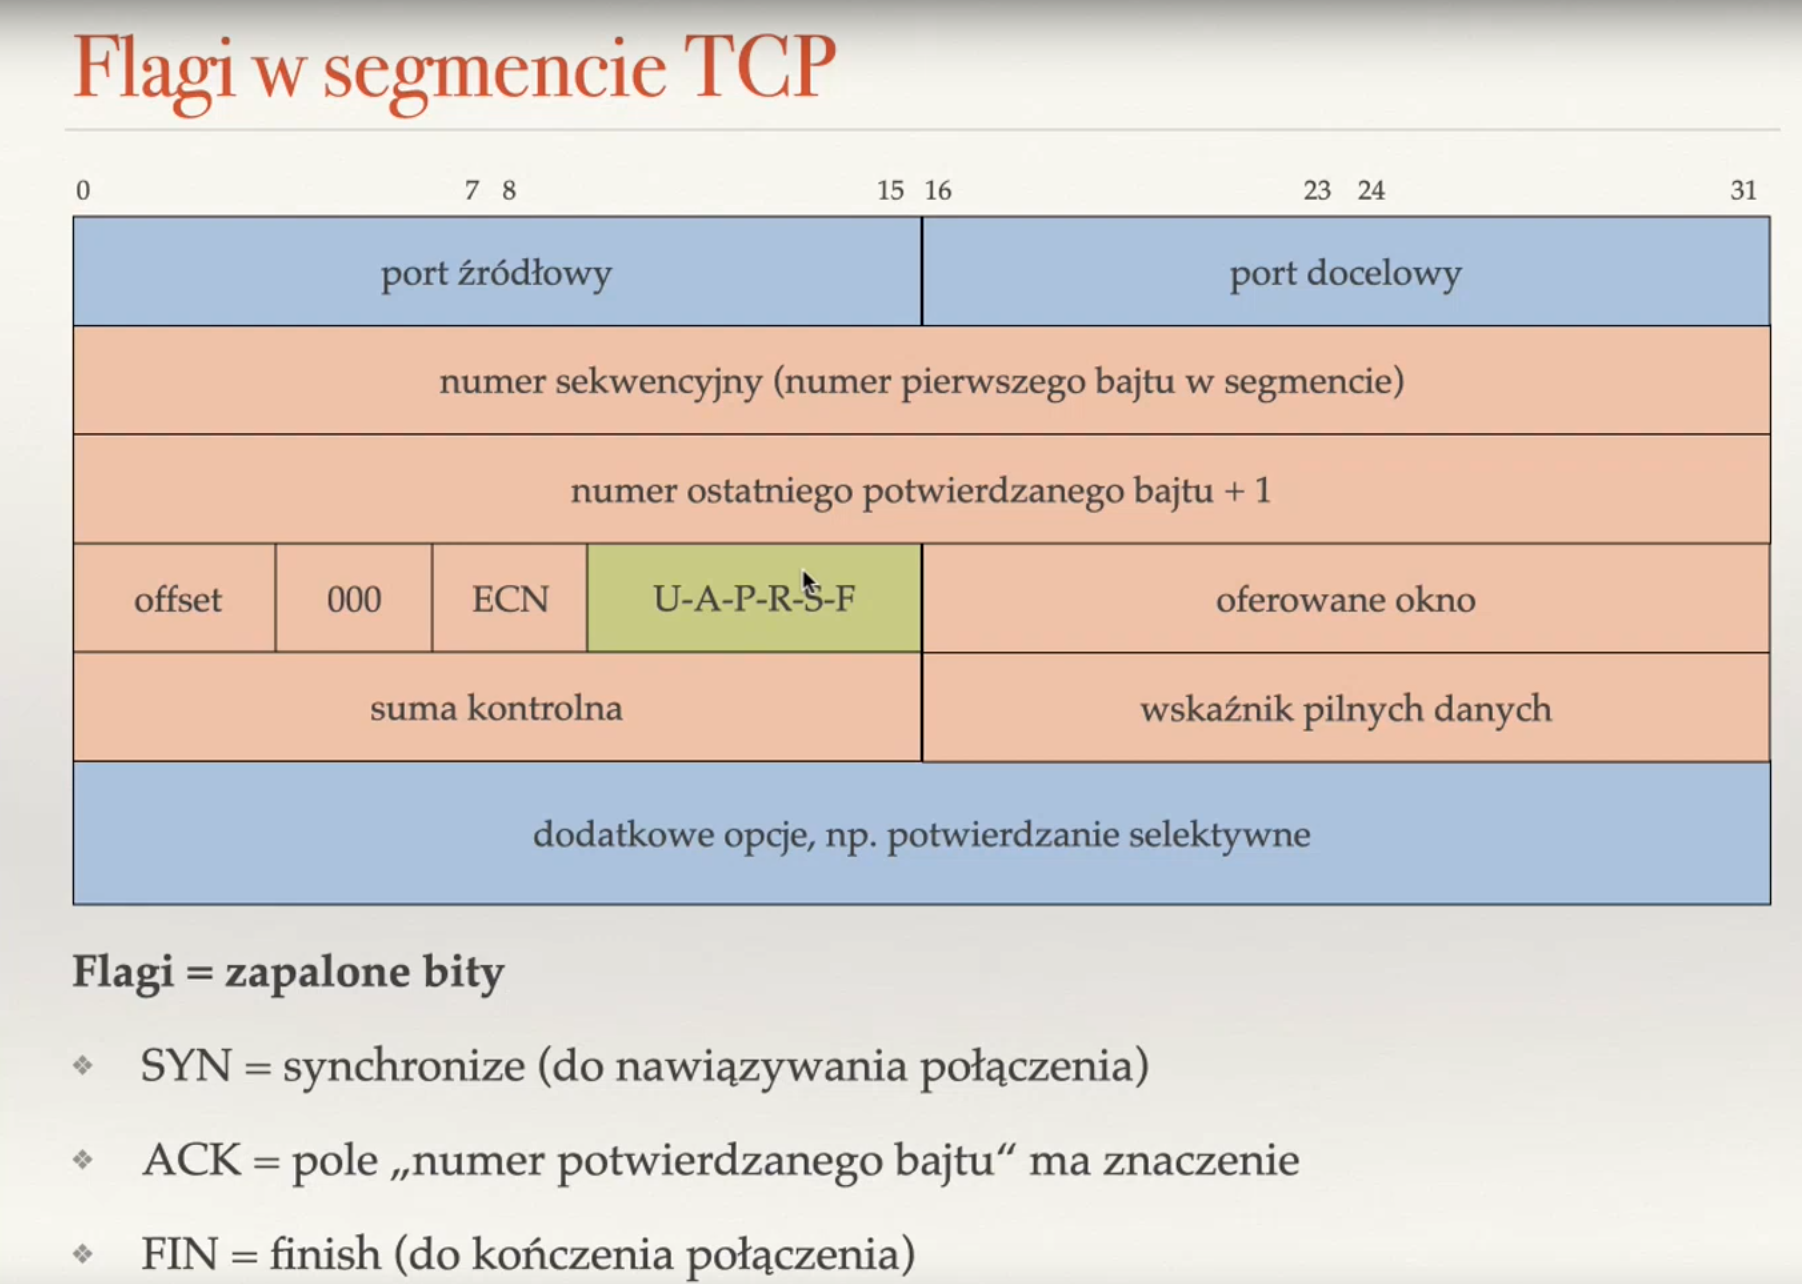 Flagi w segmencie TCP
0 7 8 15 16 23 24 31
port źródłowy port docelowy
numer sekwencyjny (numer pierwszego bajtu w segmencie)
numer ostatniego potwierdzanego bajtu + 1
offset 000 ECN U-A-P-R-S-F oferowane okno
suma kontrolna wskaźnik pilnych danych
dodatkowe opcje, np. potwierdzanie selektywne
Flagi = zapalone bity
❖ SYN = synchronize (do nawiązywania połączenia)
❖ ACK = pole „numer potwierdzanego bajtu“ ma znaczenie
❖ FIN = finish (do kończenia połączenia)